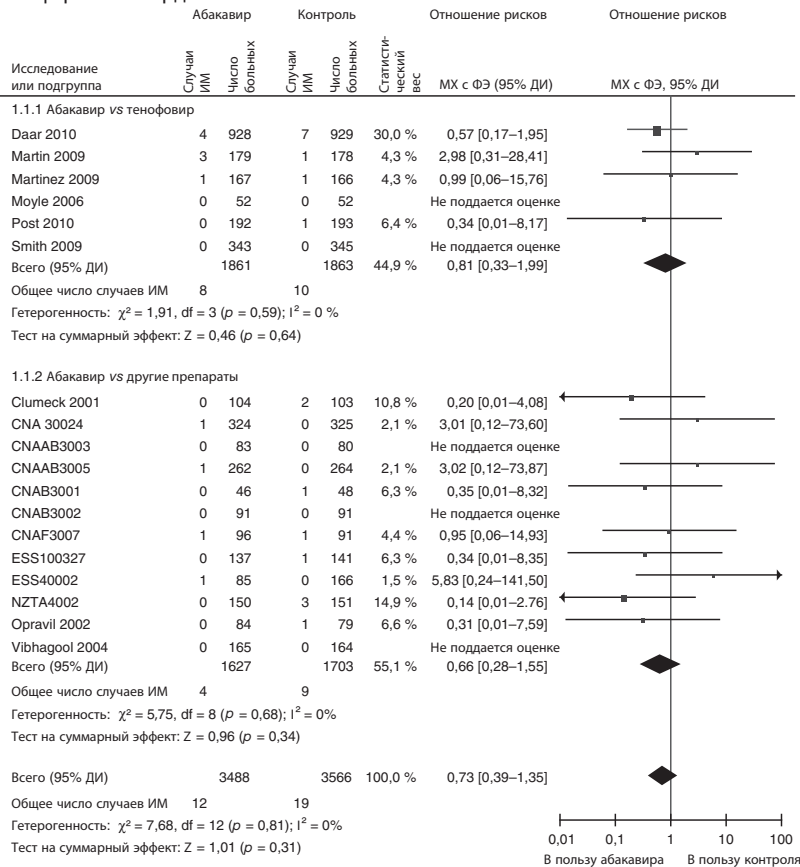 Абакавир Контроль Отношение рисков Отношение рисков
Исследование или подгруппа Случаи ИМ Число больных Случаи ИМ Число больных Статисти-ческий вес МХ с ФЭ (95% ДИ) МХ с ФЭ, 95% ДИ
1.1.1 Абакавир vs тенофовир
Daar 2010 4 928 7 929 30,0 % 0,57 [0,17–1,95]
Martin 2009 3 179 1 178 4,3 % 2,98 [0,31–28,41]
Martinez 2009 1 167 1 166 4,3 % 0,99 [0,06–15,76]
Moyle 2006 0 52 0 52 Не поддается оценке
Post 2010 0 192 1 193 6,4 % 0,34 [0,01–8,17]
Smith 2009 0 343 0 345 Не поддается оценке
Всего (95% ДИ) 1861 1863 44,9 % 0,81 [0,33–1,99]
Общее число случаев ИМ 8 10
Гетерогенность: χ² = 1,91, df = 3 (p = 0,59); I² = 0 %
Тест на суммарный эффект: Z = 0,46 (p = 0,64)
1.1.2 Абакавир vs другие препараты
Clumeck 2001 0 104 2 103 10,8 % 0,20 [0,01–4,08]
CNA 30024 1 324 0 325 2,1 % 3,01 [0,12–73,60]
CNAAB3003 0 83 0 80 Не поддается оценке
CNAAB3005 1 262 0 264 2,1 % 3,02 [0,12–73,87]
CNAB3001 0 46 1 48 6,3 % 0,35 [0,01–8,32]
CNAB3002 0 91 0 91 Не поддается оценке
CNAF3007 1 96 1 91 4,4 % 0,95 [0,06–14,93]
ESS100327 0 137 1 141 6,3 % 0,34 [0,01–8,35]
ESS40002 1 85 0 166 1,5 % 5,83 [0,24–141,50]
NZTA4002 0 150 3 151 14,9 % 0,14 [0,01–2.76]
Opravil 2002 0 84 1 79 6,6 % 0,31 [0,01–7,59]
Vibhagool 2004 0 165 0 164 Не поддается оценке
Всего (95% ДИ) 1627 1703 55,1 % 0,66 [0,28–1,55]
Общее число случаев ИМ 4 9
Гетерогенность: χ² = 5,75, df = 8 (p = 0,68); I² = 0%
Тест на суммарный эффект: Z = 0,96 (p = 0,34)
Всего (95% ДИ) 3488 3566 100,0 % 0,73 [0,39–1,35]
Общее число случаев ИМ 12 19
Гетерогенность: χ² = 7,68, df = 12 (p = 0,81); I² = 0%
Тест на суммарный эффект: Z = 1,01 (p = 0,31)
0,01 0,1 1 10 100
В пользу абакавира В пользу контроля